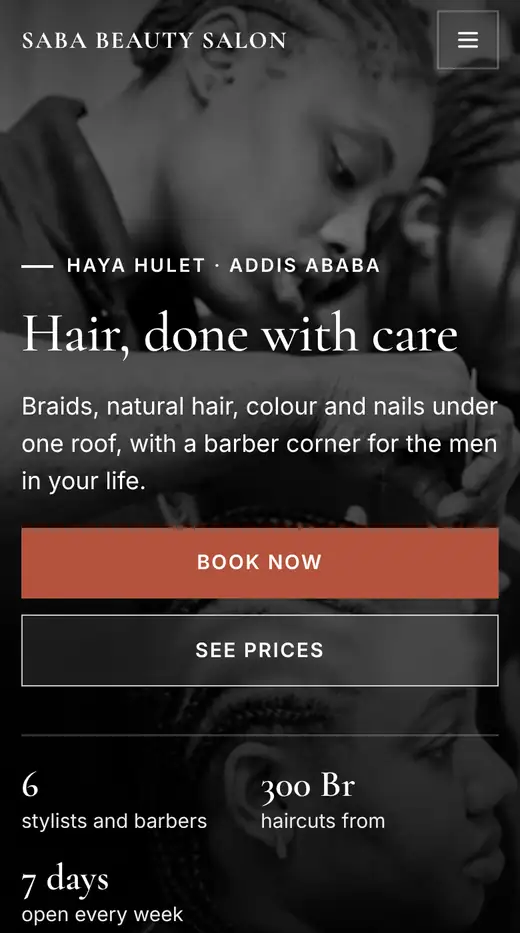 SABA BEAUTY SALON
HAYA HULET · ADDIS ABABA
Hair, done with care
Braids, natural hair, colour and nails under
one roof, with a barber corner for the men
in your life.
BOOK NOW
SEE PRICES
6
stylists and barbers
300 Br
haircuts from
7 days
open every week